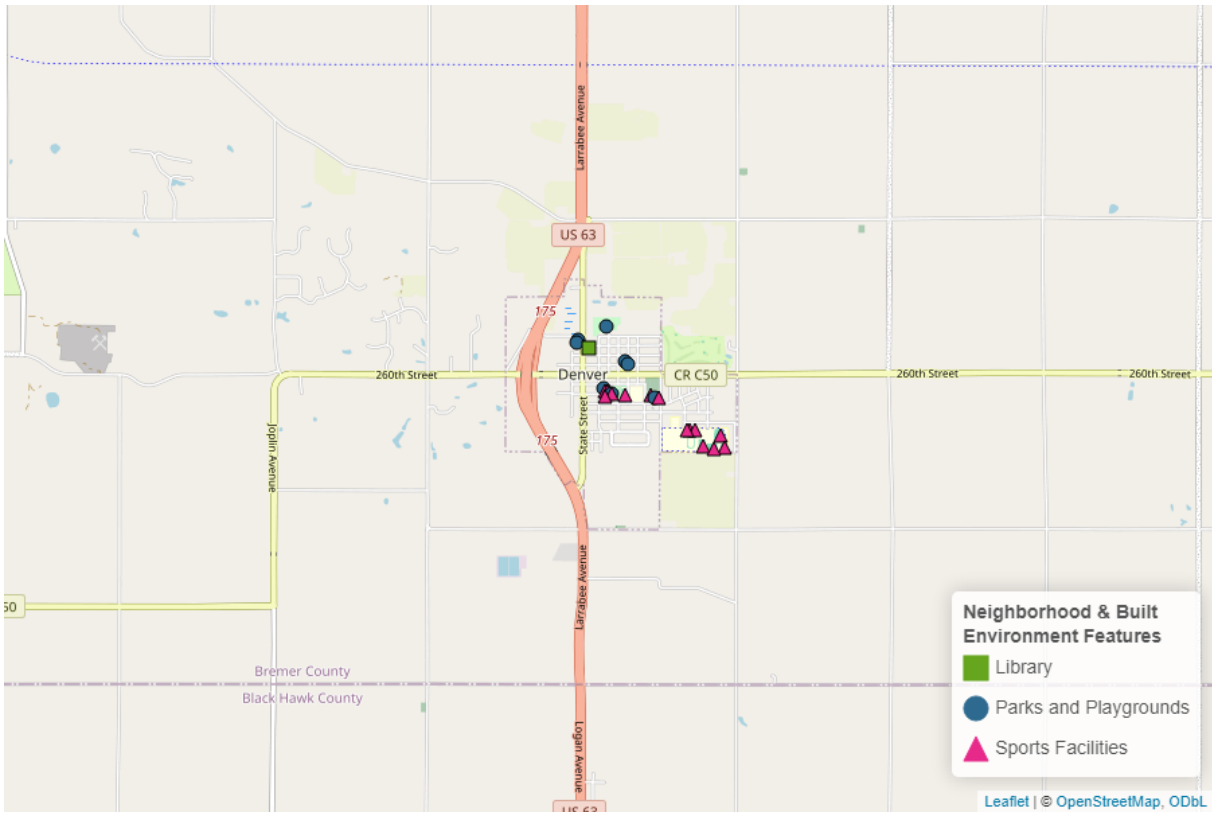 Larrabee Avenue
US 63
175
260th Street
Denver
CR C50
260th Street
260th Street
175
State Street
Joplin Avenue
Larrabee Avenue
50
Bremer County
Black Hawk County
Logan Avenue
US 63
Neighborhood & Built
Environment Features
Library
Parks and Playgrounds
Sports Facilities
Leaflet | © OpenStreetMap, ODbL